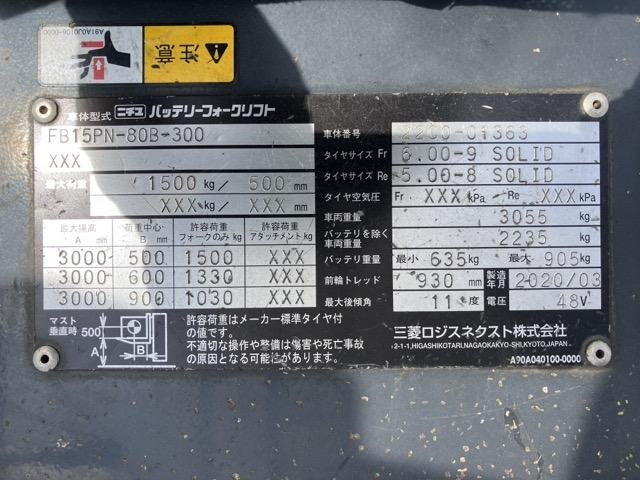 A91A0J0106-0000
注意
車体型式 ニチユ バッテリーフォークリフト
FB15PN-80B-300
XXX
最大荷重 1500 kg/ 500 mm
XXX kg/ XXX mm
最大揚高 A mm 荷重中心 B mm 許容荷重 フォークのみ kg 許容荷重 アタッチメント kg
3000 500 1500 XXX
3000 600 1330 XXX
3000 900 1030 XXX
マスト垂直時 500 A B
許容荷重はメーカー標準タイヤ付の気乾です。
不適切な操作や整備は傷害や死亡事故の原因となる可能性があります。
車体番号
タイヤサイズ Fr 6.00-9 SOLID
タイヤサイズ Re 5.00-8 SOLID
タイヤ空気圧 Fr XXX kPa Re XXX kPa
車両重量 3055 kg
バッテリを除く車両重量 2235 kg
バッテリ重量 最小 635 kg 最大 905 kg
前輪トレッド 930 mm 製造年月 2020/03
最大後傾角 11 度 電圧 48 V
三菱ロジスネクスト株式会社
2-1-1,HIGASHIKOTARI,NAGAOKAKYO-SHI,KYOTO,JAPAN
A90A040100-0000